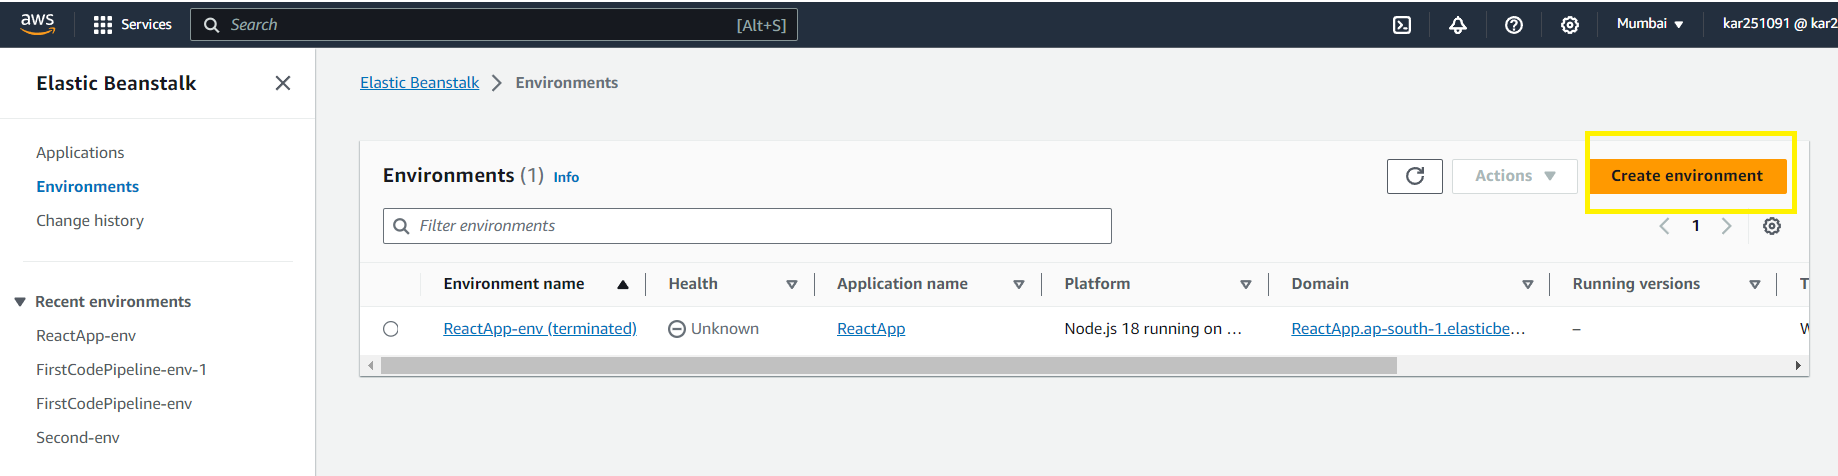 aws Services Search [Alt+S] Mumbai kar251091 @ kar2
Elastic Beanstalk
Applications
Environments
Change history
Recent environments
ReactApp-env
FirstCodePipeline-env-1
FirstCodePipeline-env
Second-env
Elastic Beanstalk > Environments
Environments (1) Info Actions Create environment
Filter environments 1
Environment name Health Application name Platform Domain Running versions T
ReactApp-env (terminated) Unknown ReactApp Node.js 18 running on ... ReactApp.ap-south-1.elasticbe... – W